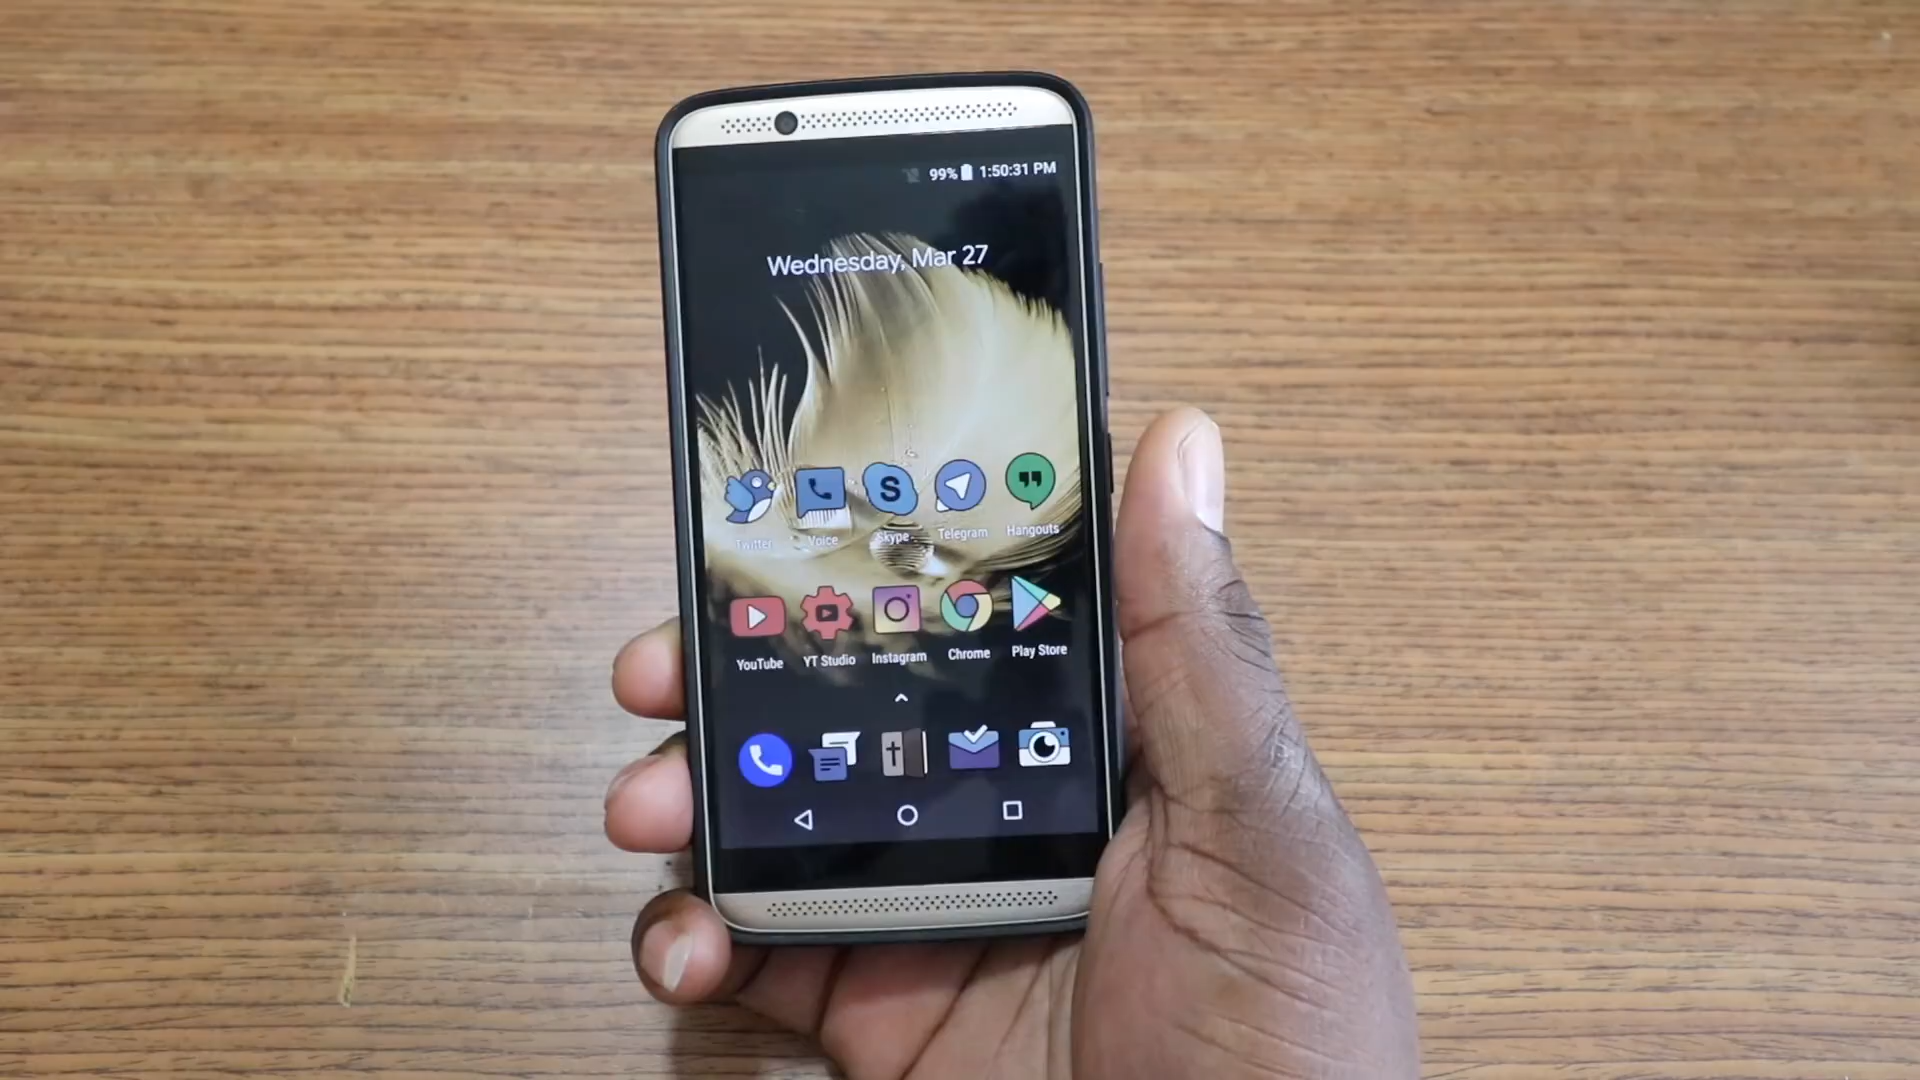 99% 1:50:31 PM
Wednesday, Mar 27
Twitter Voice Skype Telegram Hangouts
YouTube YT Studio Instagram Chrome Play Store